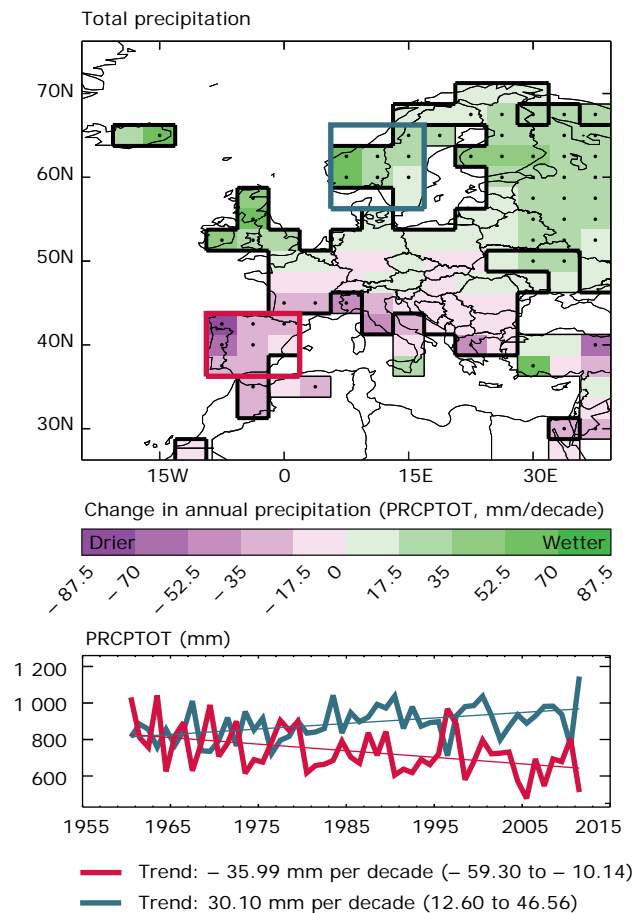 Total precipitation
70N
60N
50N
40N
30N
15W 0 15E 30E
Change in annual precipitation (PRCPTOT, mm/decade)
Drier Wetter
– 87.5 – 70 – 52.5 – 35 – 17.5 0 17.5 35 52.5 70 87.5
PRCPTOT (mm)
1 200
1 000
800
600
1955 1965 1975 1985 1995 2005 2015
Trend: – 35.99 mm per decade (– 59.30 to – 10.14)
Trend: 30.10 mm per decade (12.60 to 46.56)